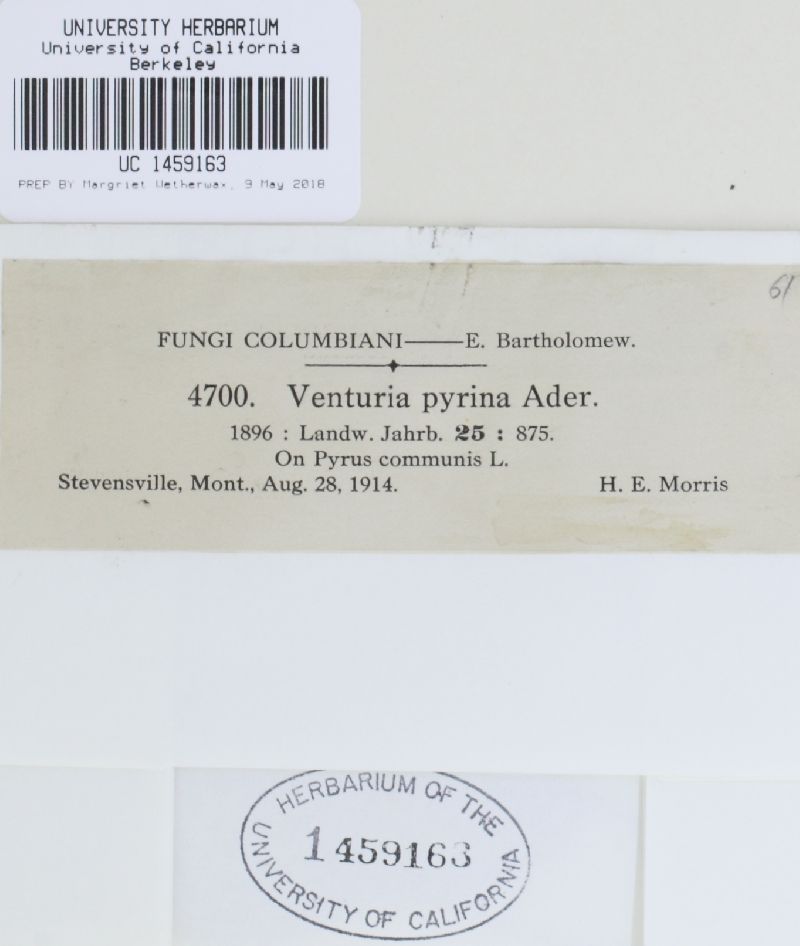 UNIVERSITY HERBARIUM
University of California
Berkeley
UC 1459163
PREP BY Margriet Wetherwax, 9 May 2018
61
FUNGI COLUMBIANI——E. Bartholomew.
4700. Venturia pyrina Ader.
1896 : Landw. Jahrb. 25 : 875.
On Pyrus communis L.
Stevensville, Mont., Aug. 28, 1914. H. E. Morris
HERBARIUM OF THE
1459163
UNIVERSITY OF CALIFORNIA